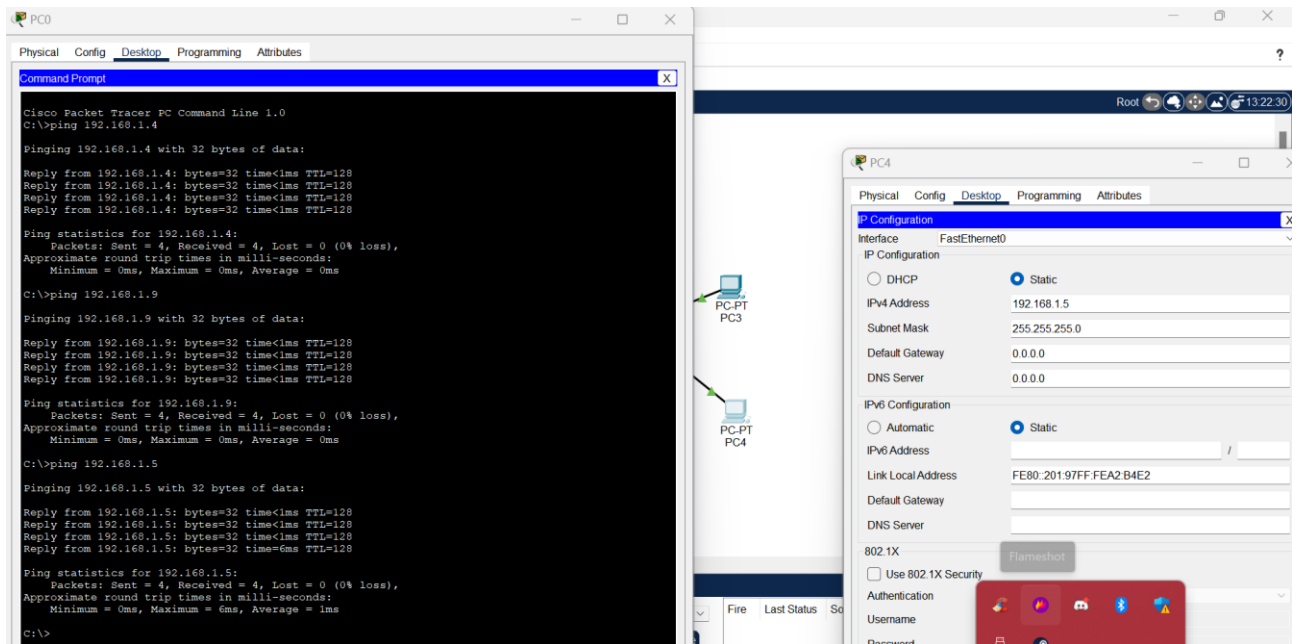 PC0
Physical Config Desktop Programming Attributes
Command Prompt
X
Cisco Packet Tracer PC Command Line 1.0
C:\>ping 192.168.1.4
Pinging 192.168.1.4 with 32 bytes of data:
Reply from 192.168.1.4: bytes=32 time<1ms TTL=128
Reply from 192.168.1.4: bytes=32 time<1ms TTL=128
Reply from 192.168.1.4: bytes=32 time<1ms TTL=128
Reply from 192.168.1.4: bytes=32 time<1ms TTL=128
Ping statistics for 192.168.1.4:
Packets: Sent = 4, Received = 4, Lost = 0 (0% loss),
Approximate round trip times in milli-seconds:
Minimum = 0ms, Maximum = 0ms, Average = 0ms
C:\>ping 192.168.1.9
Pinging 192.168.1.9 with 32 bytes of data:
Reply from 192.168.1.9: bytes=32 time<1ms TTL=128
Reply from 192.168.1.9: bytes=32 time<1ms TTL=128
Reply from 192.168.1.9: bytes=32 time<1ms TTL=128
Reply from 192.168.1.9: bytes=32 time<1ms TTL=128
Ping statistics for 192.168.1.9:
Packets: Sent = 4, Received = 4, Lost = 0 (0% loss),
Approximate round trip times in milli-seconds:
Minimum = 0ms, Maximum = 0ms, Average = 0ms
C:\>ping 192.168.1.5
Pinging 192.168.1.5 with 32 bytes of data:
Reply from 192.168.1.5: bytes=32 time<1ms TTL=128
Reply from 192.168.1.5: bytes=32 time<1ms TTL=128
Reply from 192.168.1.5: bytes=32 time<1ms TTL=128
Reply from 192.168.1.5: bytes=32 time=6ms TTL=128
Ping statistics for 192.168.1.5:
Packets: Sent = 4, Received = 4, Lost = 0 (0% loss),
Approximate round trip times in milli-seconds:
Minimum = 0ms, Maximum = 6ms, Average = 1ms
C:\>
?
Root 13:22:30
PC-PT
PC3
PC-PT
PC4
Fire Last Status So
PC4
Physical Config Desktop Programming Attributes
IP Configuration
X
Interface FastEthernet0
IP Configuration
DHCP Static
IPv4 Address 192.168.1.5
Subnet Mask 255.255.255.0
Default Gateway 0.0.0.0
DNS Server 0.0.0.0
IPv6 Configuration
Automatic Static
IPv6 Address /
Link Local Address FE80::201:97FF:FEA2:B4E2
Default Gateway
DNS Server
802.1X
Flameshot
Use 802.1X Security
Authentication
Username
Password